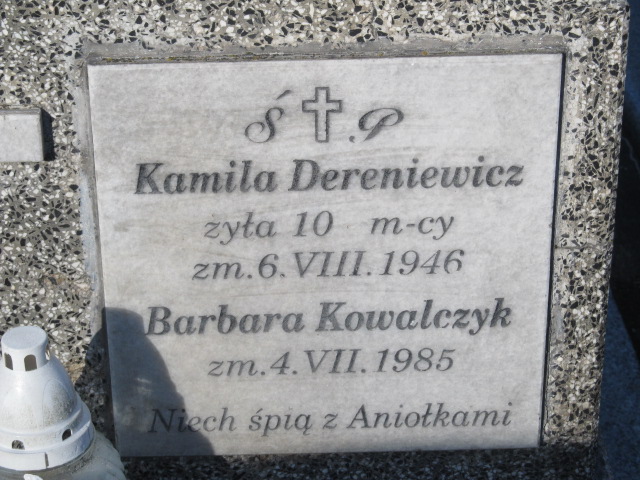 Ś P
Kamila Dereniewicz
żyła 10 m-cy
zm. 6. VIII. 1946
Barbara Kowalczyk
zm. 4. VII. 1985
Niech śpią z Aniołkami